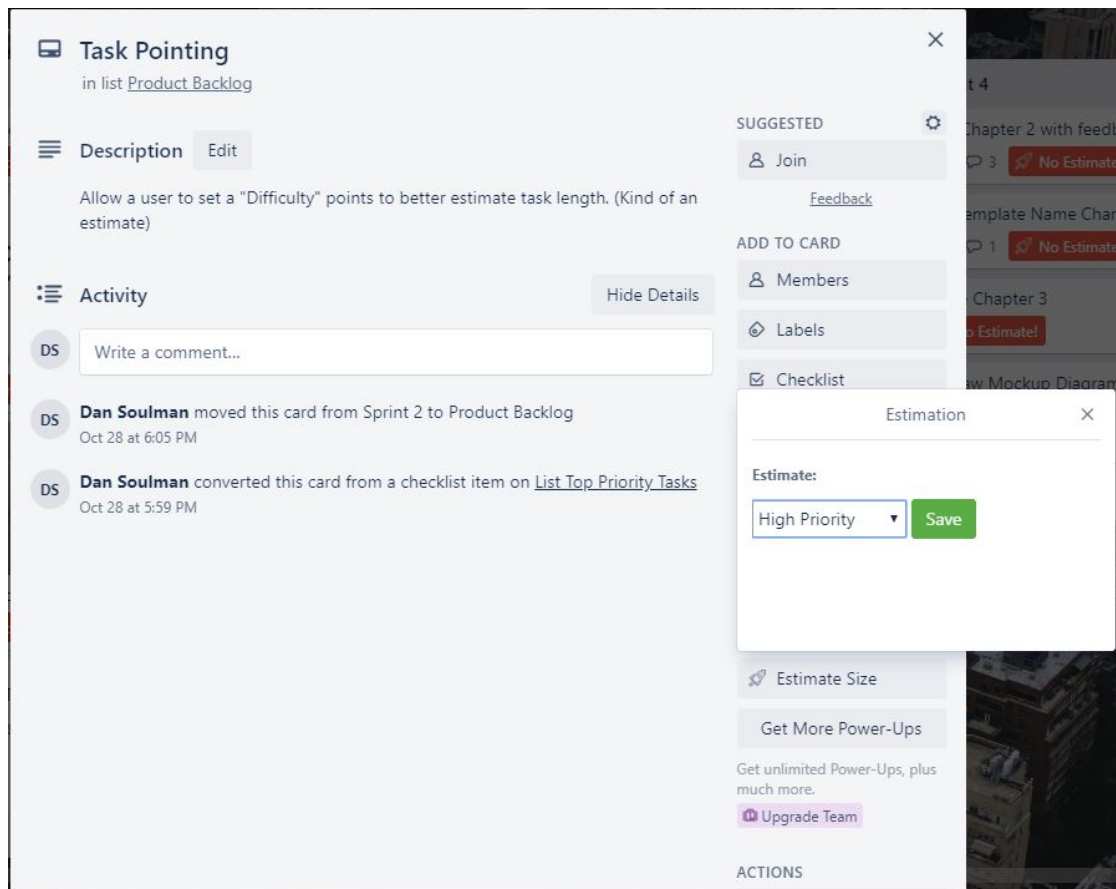 Task Pointing
in list Product Backlog
Description Edit
Allow a user to set a "Difficulty" points to better estimate task length. (Kind of an
estimate)
Activity
Hide Details
DS
Write a comment...
DS
Dan Soulman moved this card from Sprint 2 to Product Backlog
Oct 28 at 6:05 PM
DS
Dan Soulman converted this card from a checklist item on List Top Priority Tasks
Oct 28 at 5:59 PM
SUGGESTED
Join
Feedback
ADD TO CARD
Members
Labels
Checklist
Estimation
Estimate:
High Priority
Save
Estimate Size
Get More Power-Ups
Get unlimited Power-Ups, plus
much more.
Upgrade Team
ACTIONS
4
Chapter 2 with
3 No Estimate
Name
1 No Estimate
Chapter 3
Estimate!
Mockup Diagram